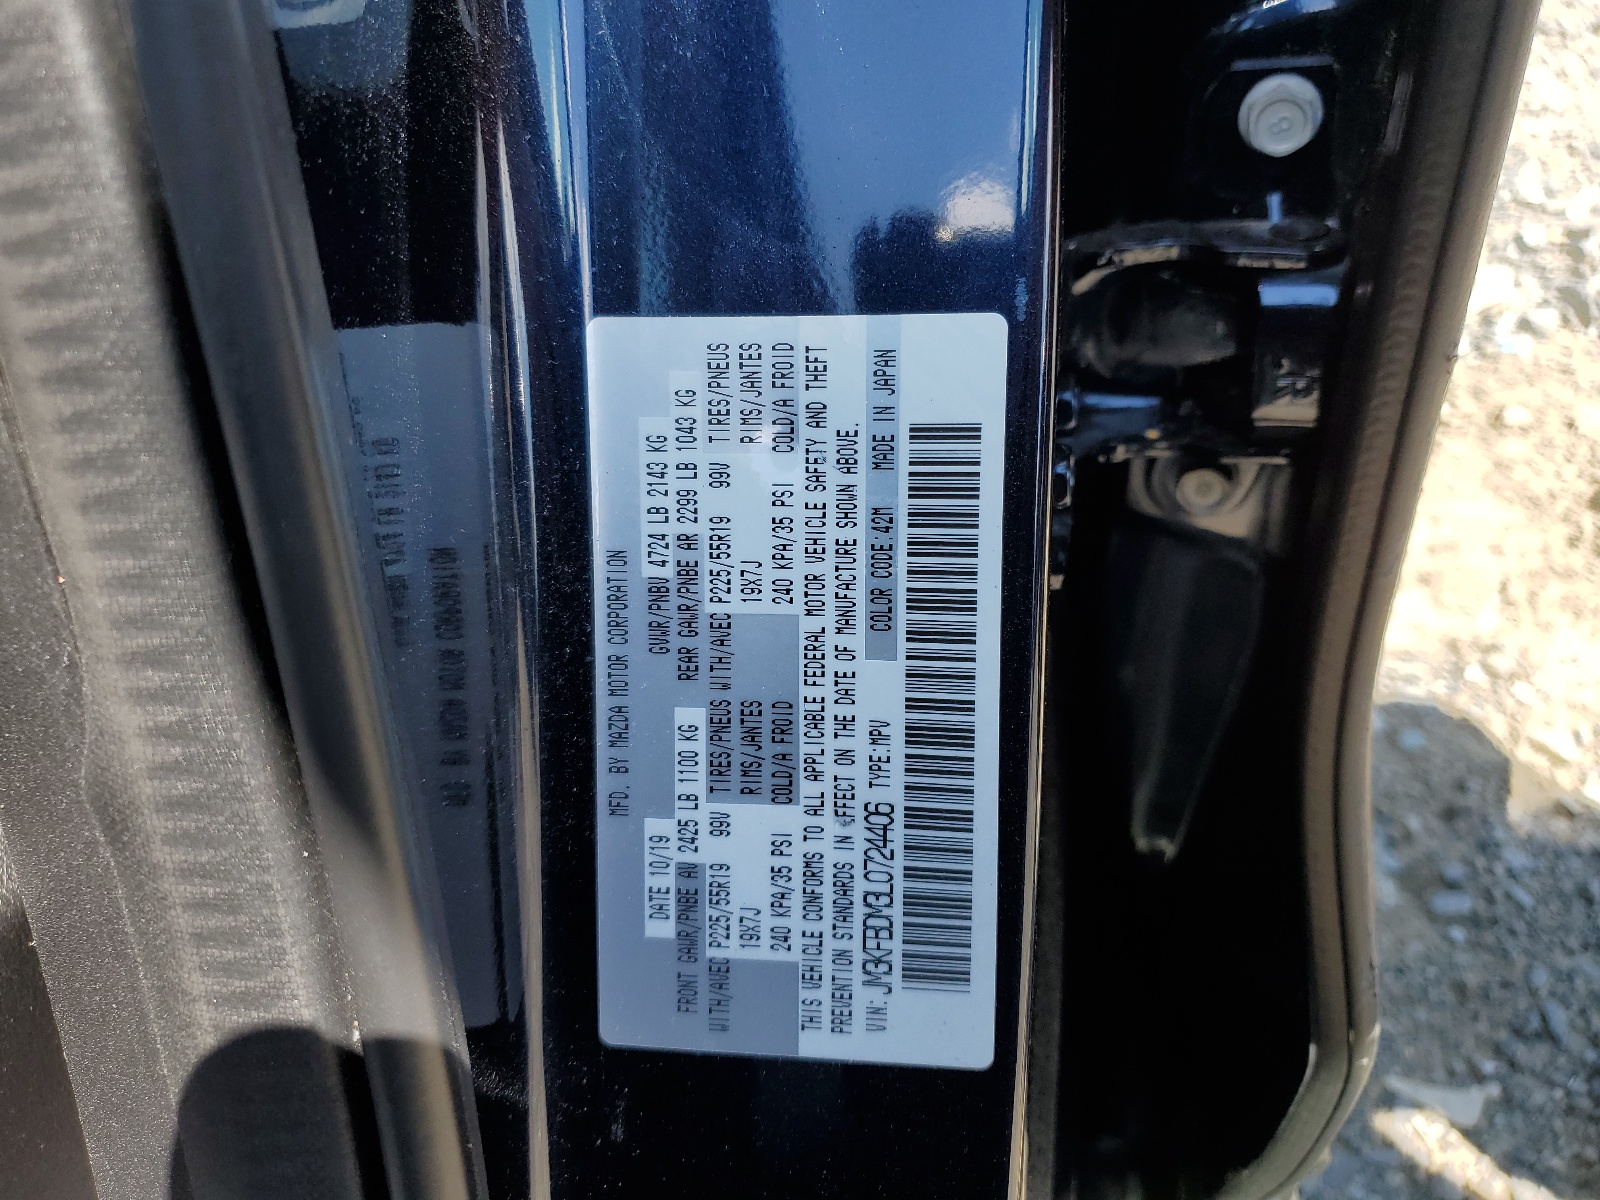 MFD. BY MAZDA MOTOR CORPORATION
DATE 10/19 GVWR/PNBV 4724 LB 2143 KG
FRONT GAWR/PNBE AV 2425 LB 1100 KG REAR GAWR/PNBE AR 2299 LB 1043 KG
WITH/AVEC P225/55R19 99V TIRES/PNEUS WITH/AVEC P225/55R19 99V TIRES/PNEUS
19X7J RIMS/JANTES 19X7J RIMS/JANTES
240 KPA/35 PSI COLD/A FROID 240 KPA/35 PSI COLD/A FROID
THIS VEHICLE CONFORMS TO ALL APPLICABLE FEDERAL MOTOR VEHICLE SAFETY AND THEFT
PREVENTION STANDARDS IN EFFECT ON THE DATE OF MANUFACTURE SHOWN ABOVE.
VIN: JM3KFBDM3L0724406 TYPE:MPV COLOR CODE:42M MADE IN JAPAN
8